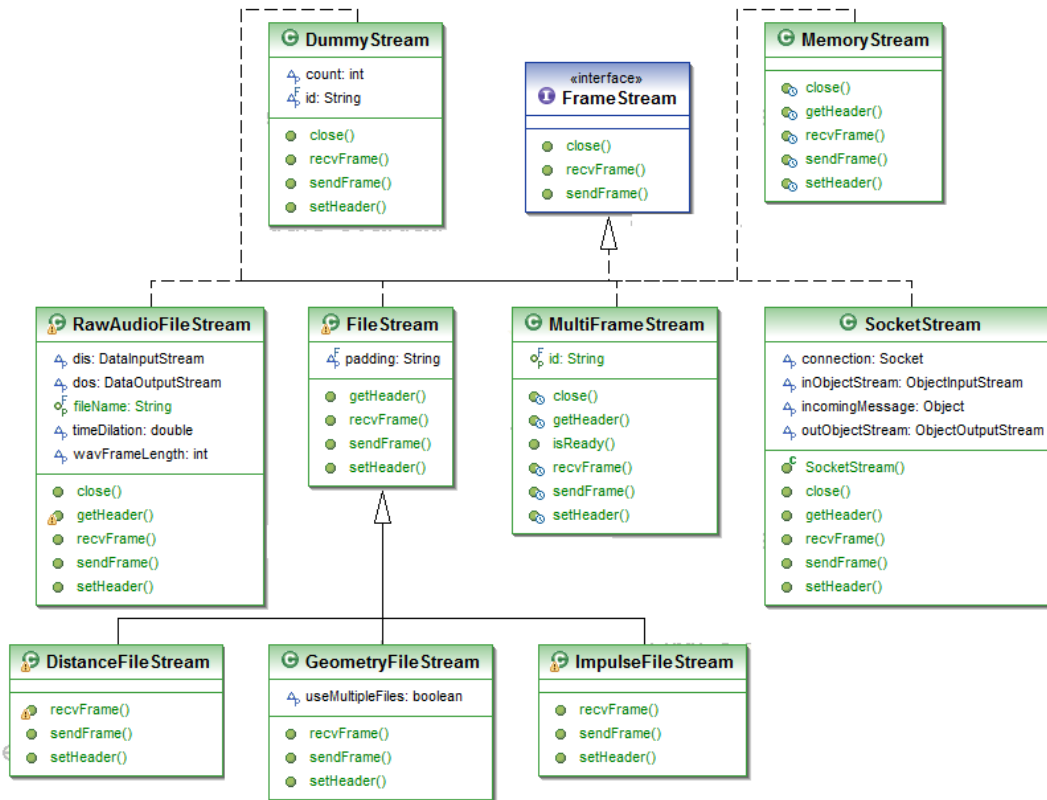 DummyStream
count: int
id: String
close()
recvFrame()
sendFrame()
setHeader()
«interface»
FrameStream
close()
recvFrame()
sendFrame()
MemoryStream
close()
getHeader()
recvFrame()
sendFrame()
setHeader()
RawAudioFileStream
dis: DataInputStream
dos: DataOutputStream
fileName: String
timeDilation: double
wavFrameLength: int
close()
getHeader()
recvFrame()
sendFrame()
setHeader()
FileStream
padding: String
getHeader()
recvFrame()
sendFrame()
setHeader()
MultiFrameStream
id: String
close()
getHeader()
isReady()
recvFrame()
sendFrame()
setHeader()
SocketStream
connection: Socket
inObjectStream: ObjectInputStream
incomingMessage: Object
outObjectStream: ObjectOutputStream
SocketStream()
close()
getHeader()
recvFrame()
sendFrame()
setHeader()
DistanceFileStream
recvFrame()
sendFrame()
setHeader()
GeometryFileStream
useMultipleFiles: boolean
recvFrame()
sendFrame()
setHeader()
ImpulseFileStream
recvFrame()
sendFrame()
setHeader()